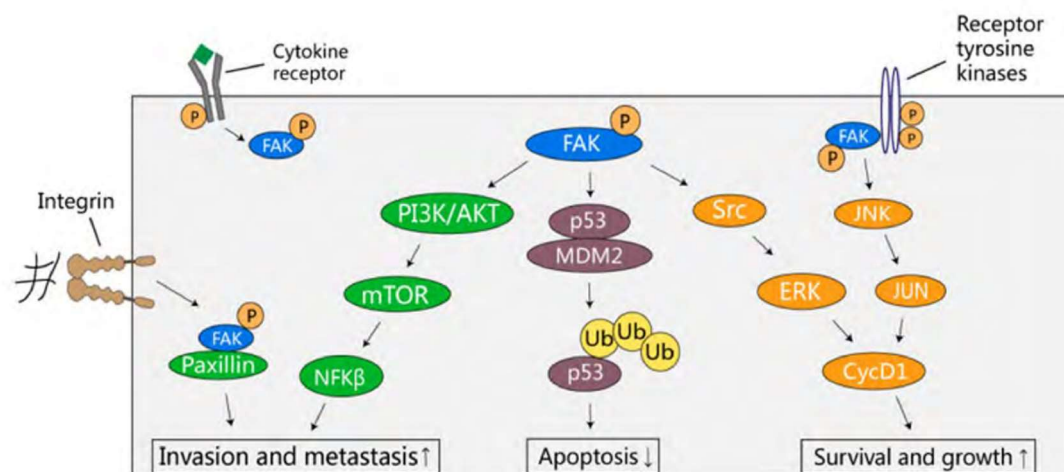 Cytokine
receptor
P
FAK
P
Receptor
tyrosine
kinases
P
FAK
P
FAK
P
P
P
Integrin
PI3K/AKT
p53
MDM2
Src
JNK
mTOR
ERK
JUN
P
FAK
Paxillin
NFKβ
Ub
Ub
Ub
p53
CycD1
Invasion and metastasis↑
Apoptosis↓
Survival and growth↑